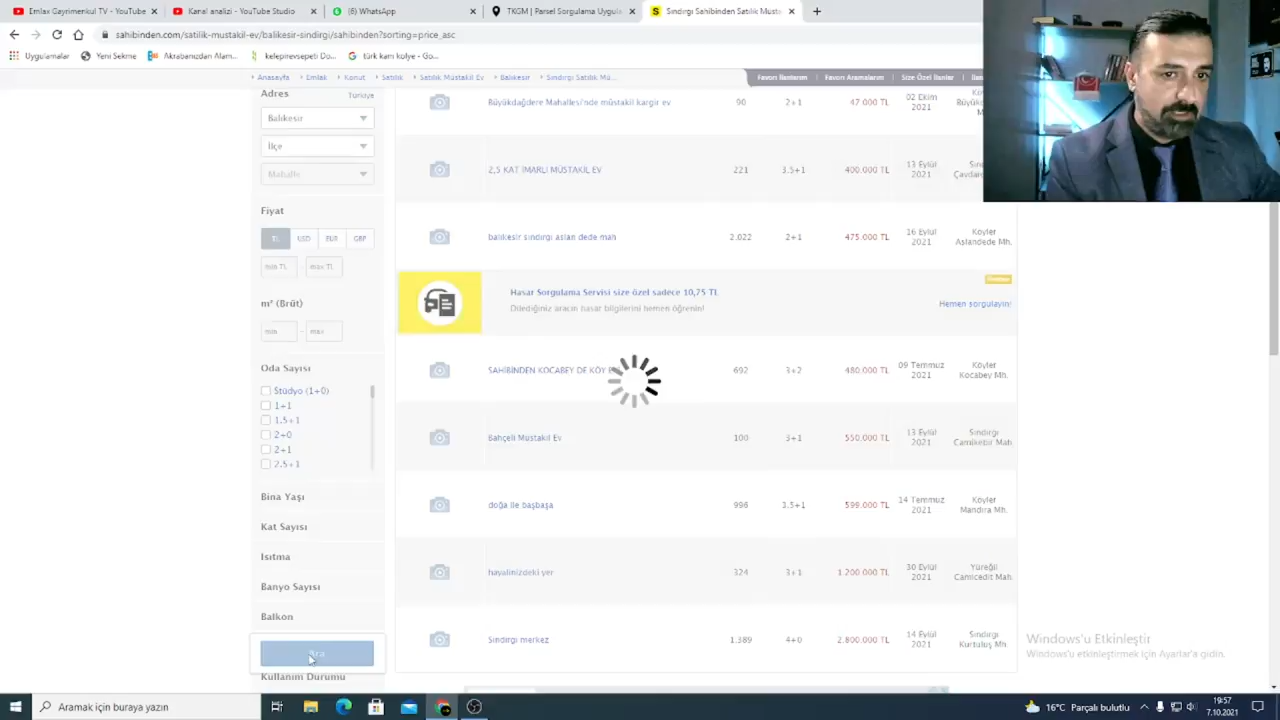 Emlax Gayrimenkul TV - YouTube
Kanal analizi - YouTube Studio
(8) WhatsApp
TKGM | Parsel Sorgulama Uygula
Sındırgı Sahibinden Satılık Müsta
sahibinden.com/satilik-mustakil-ev/balikesir-sindirgi/sahibinden?sorting=price_asc
Uygulamalar
Yeni Sekme
Akrabanızdan Alam...
kelepirvsepeti Do...
türk kani kolye - Go...
Anasayfa
Emlak
Konut
Satılık
Satılık Müstakil Ev
Balıkesir
Sındırgı Satılık Mü...
Favori İlanlarım
Favori Aramalarım
Size Özel İlanlar
Adres
Türkiye
Balıkesir
İlçe
Mahalle
Fiyat
TL USD EUR GBP
min TL max TL
m² (Brüt)
min - max
Oda Sayısı
Stüdyo (1+0)
1+1
1.5+1
2+0
2+1
2.5+1
Bina Yaşı
Kat Sayısı
Isıtma
Banyo Sayısı
Balkon
Ara
Kullanım Durumu
Büyükdağdere Mahallesi'nde müstakil kargir ev 90 2+1 47.000 TL 02 Ekim
2021
2,5 KAT İMARLI MÜSTAKİL EV 221 3.5+1 400.000 TL 13 Eylül
2021
balıkesir sındırgı aslan dede mah 2.022 2+1 475.000 TL 16 Eylül Köyler
2021 Aslandede Mh.
Hasar Sorgulama Servisi size özel sadece 10,75 TL
Dilediğiniz aracın hasar bilgilerini hemen öğrenin!
Hemen sorgulayın!
SAHİBİNDEN KOCABEY DE KÖY 692 3+2 480.000 TL 09 Temmuz Köyler
2021 Kocabey Mh.
Bahçeli Müstakil Ev 100 3+1 550.000 TL 13 Eylül Sındırgı
2021 Camikebir Mah.
doğa ile başbaşa 996 3.5+1 599.000 TL 14 Temmuz Köyler
2021 Mandıra Mh.
hayalinizdeki yer 324 3+1 1.200.000 TL 30 Eylül Yüreğil
2021 Camicedit Mah.
Sındırgı merkez 1.389 4+0 2.800.000 TL 14 Eylül Sındırgı
2021 Kurtuluş Mh.
Windows'u Etkinleştir
Windows'u etkinleştirmek için Ayarlar'a gidin.
Aramak için buraya yazın
16°C Parçalı bulutlu
19:57
7.10.2021